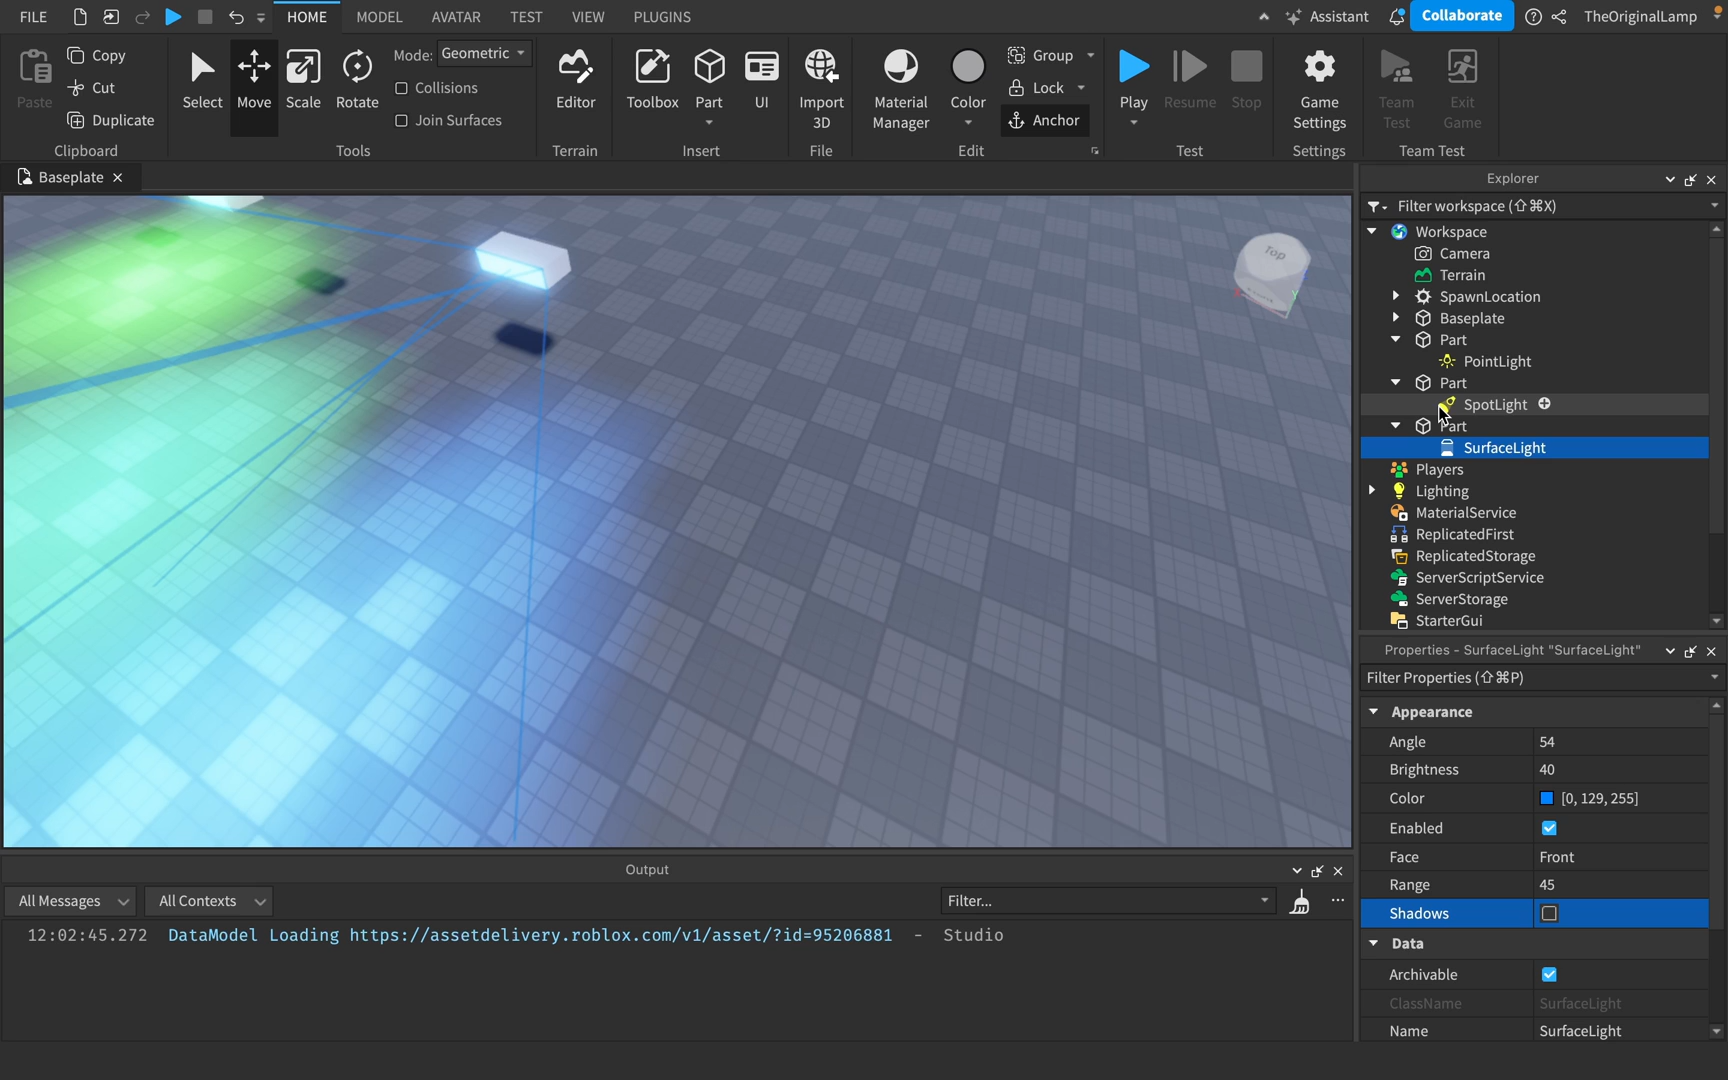 FILE
HOME
MODEL
AVATAR
TEST
VIEW
PLUGINS
Assistant
Collaborate
TheOriginalLamp
Paste
Copy
Cut
Duplicate
Clipboard
Select
Move
Scale
Rotate
Mode: Geometric
Collisions
Join Surfaces
Tools
Editor
Terrain
Toolbox
Part
UI
Insert
Import
3D
File
Material
Manager
Color
Group
Lock
Anchor
Edit
Play
Resume
Stop
Test
Game
Settings
Settings
Team
Test
Exit
Game
Team Test
Baseplate
Top
Explorer
Filter workspace (⇧⌘X)
Workspace
Camera
Terrain
SpawnLocation
Baseplate
Part
PointLight
Part
SpotLight
Part
SurfaceLight
Players
Lighting
MaterialService
ReplicatedFirst
ReplicatedStorage
ServerScriptService
ServerStorage
StarterGui
Properties - SurfaceLight "SurfaceLight"
Filter Properties (⇧⌘P)
Appearance
Angle 54
Brightness 40
Color [0, 129, 255]
Enabled
Face Front
Range 45
Shadows
Data
Archivable
ClassName SurfaceLight
Name SurfaceLight
Output
All Messages
All Contexts
Filter...
12:02:45.272 DataModel Loading https://assetdelivery.roblox.com/v1/asset/?id=95206881 - Studio